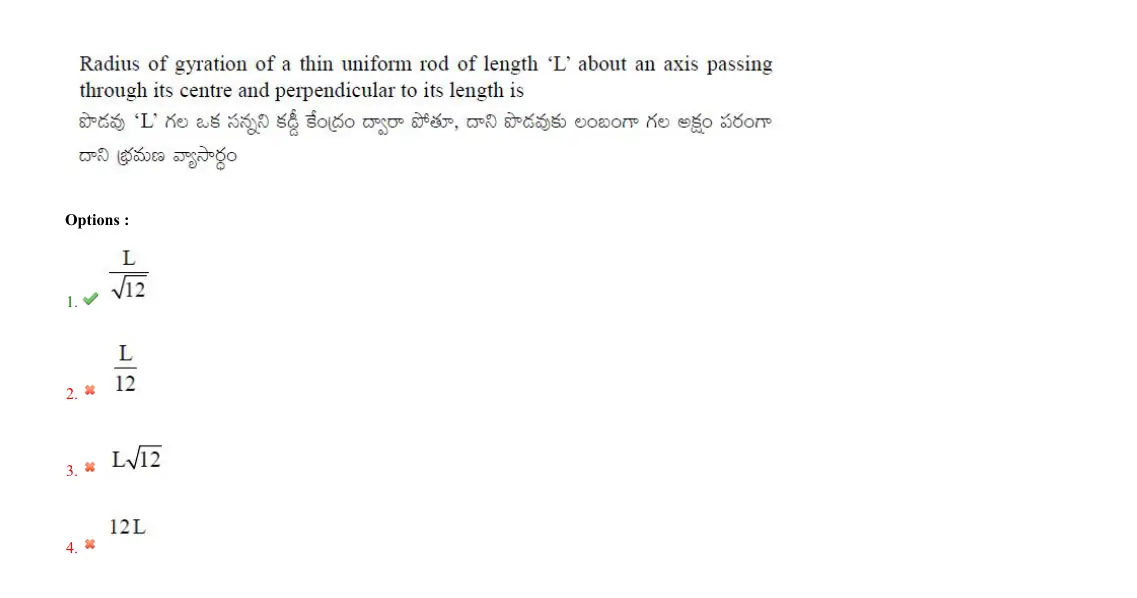 Radius of gyration of a thin uniform rod of length ‘L’ about an axis passing
through its centre and perpendicular to its length is
పొడవు ‘L’ గల ఒక సన్నని కడ్డీ కేంద్రం ద్వారా పోతూ, దాని పొడవుకు లంబంగా గల అక్షం పరంగా
దాని భ్రమణ వ్యాసార్ధం
Options :
1. L/√12
2. L/12
3. L√12
4. 12L